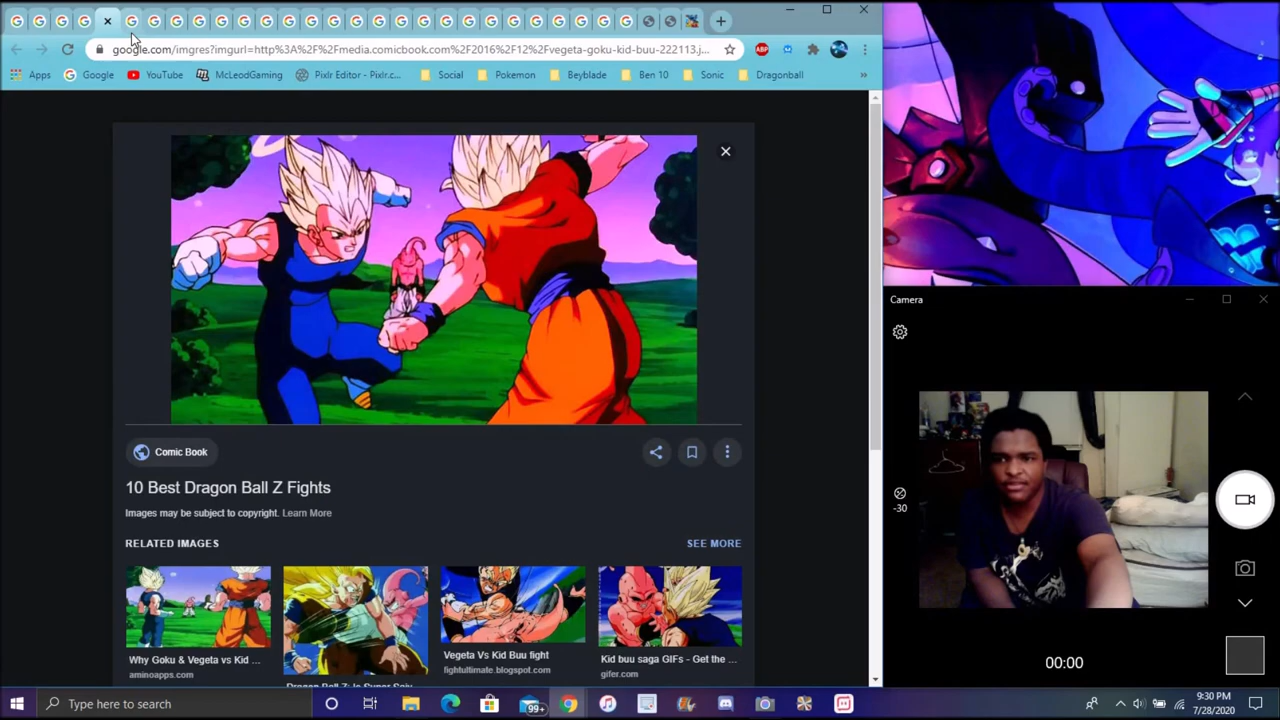 google.com/imgres?imgurl=http%3A%2F%2Fmedia.comicbook.com%2F2016%2F12%2Fvegeta-goku-kid-buu-222113.j...
ABP
Apps
Google
YouTube
McLeodGaming
Pixlr Editor - Pixlr.c...
Social
Pokemon
Beyblade
Ben 10
Sonic
Dragonball
»
Camera
Comic Book
10 Best Dragon Ball Z Fights
Images may be subject to copyright. Learn More
RELATED IMAGES
SEE MORE
Why Goku & Vegeta vs Kid ...
aminoapps.com
Vegeta Vs Kid Buu fight
fightultimate.blogspot.com
Kid buu saga GIFs - Get the ...
gifer.com
-30
00:00
Type here to search
99+
9:30 PM
7/28/2020